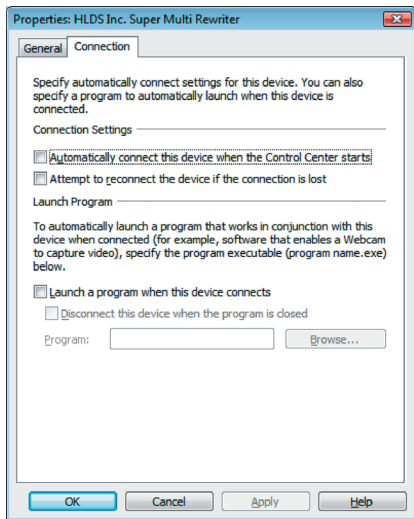 Properties: HLDS Inc. Super Multi Rewriter
General Connection
Specify automatically connect settings for this device. You can also
specify a program to automatically launch when this device is
connected.
Connection Settings
Automatically connect this device when the Control Center starts
Attempt to reconnect the device if the connection is lost
Launch Program
To automatically launch a program that works in conjunction with this
device when connected (for example, software that enables a Webcam
to capture video), specify the program executable (program name.exe)
below.
Launch a program when this device connects
Disconnect this device when the program is closed
Program: Browse...
OK Cancel Apply Help